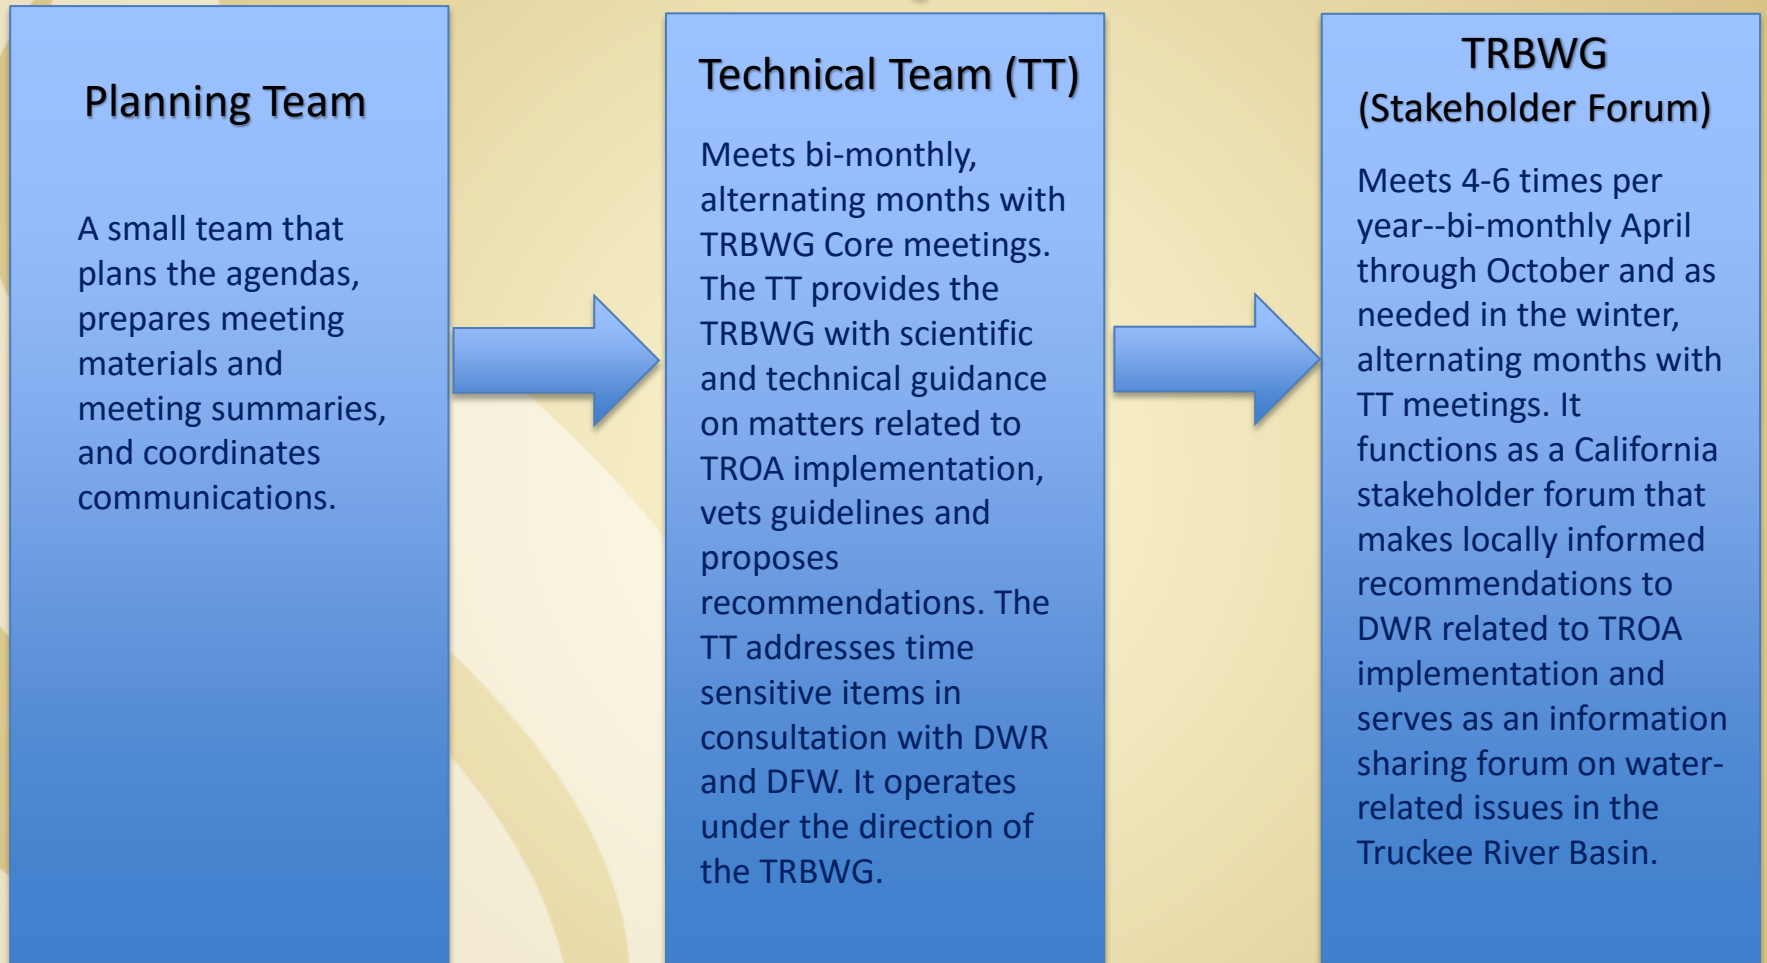 Planning Team
A small team that
plans the agendas,
prepares meeting
materials and
meeting summaries,
and coordinates
communications.
Technical Team (TT)
Meets bi-monthly,
alternating months with
TRBWG Core meetings.
The TT provides the
TRBWG with scientific
and technical guidance
on matters related to
TROA implementation,
vets guidelines and
proposes
recommendations. The
TT addresses time
sensitive items in
consultation with DWR
and DFW. It operates
under the direction of
the TRBWG.
TRBWG
(Stakeholder Forum)
Meets 4-6 times per
year--bi-monthly April
through October and as
needed in the winter,
alternating months with
TT meetings. It
functions as a California
stakeholder forum that
makes locally informed
recommendations to
DWR related to TROA
implementation and
serves as an information
sharing forum on water-
related issues in the
Truckee River Basin.